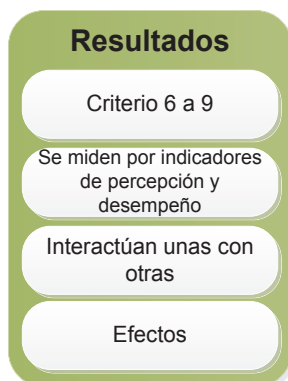 Resultados
Criterio 6 a 9
Se miden por indicadores
de percepción y
desempeño
Interactúan unas con
otras
Efectos